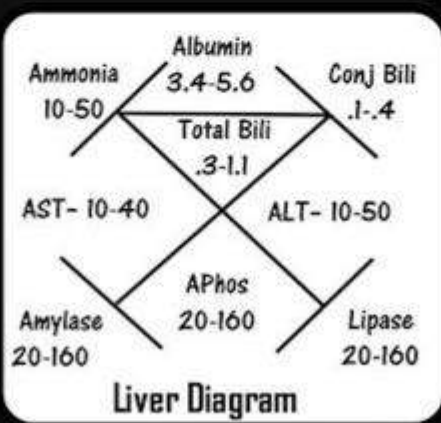 Albumin
3.4-5.6
Ammonia
10-50
Conj Bili
.1-.4
Total Bili
.3-1.1
AST- 10-40
ALT- 10-50
APhos
20-160
Amylase
20-160
Lipase
20-160
Liver Diagram